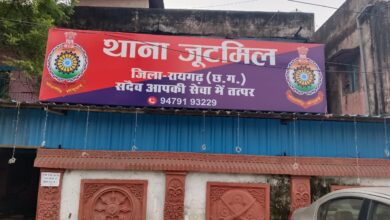 थाना जूटमिल
जिला-रायगढ़ (छ.ग.)
सदैव आपकी सेवा में तत्पर
94791 93229